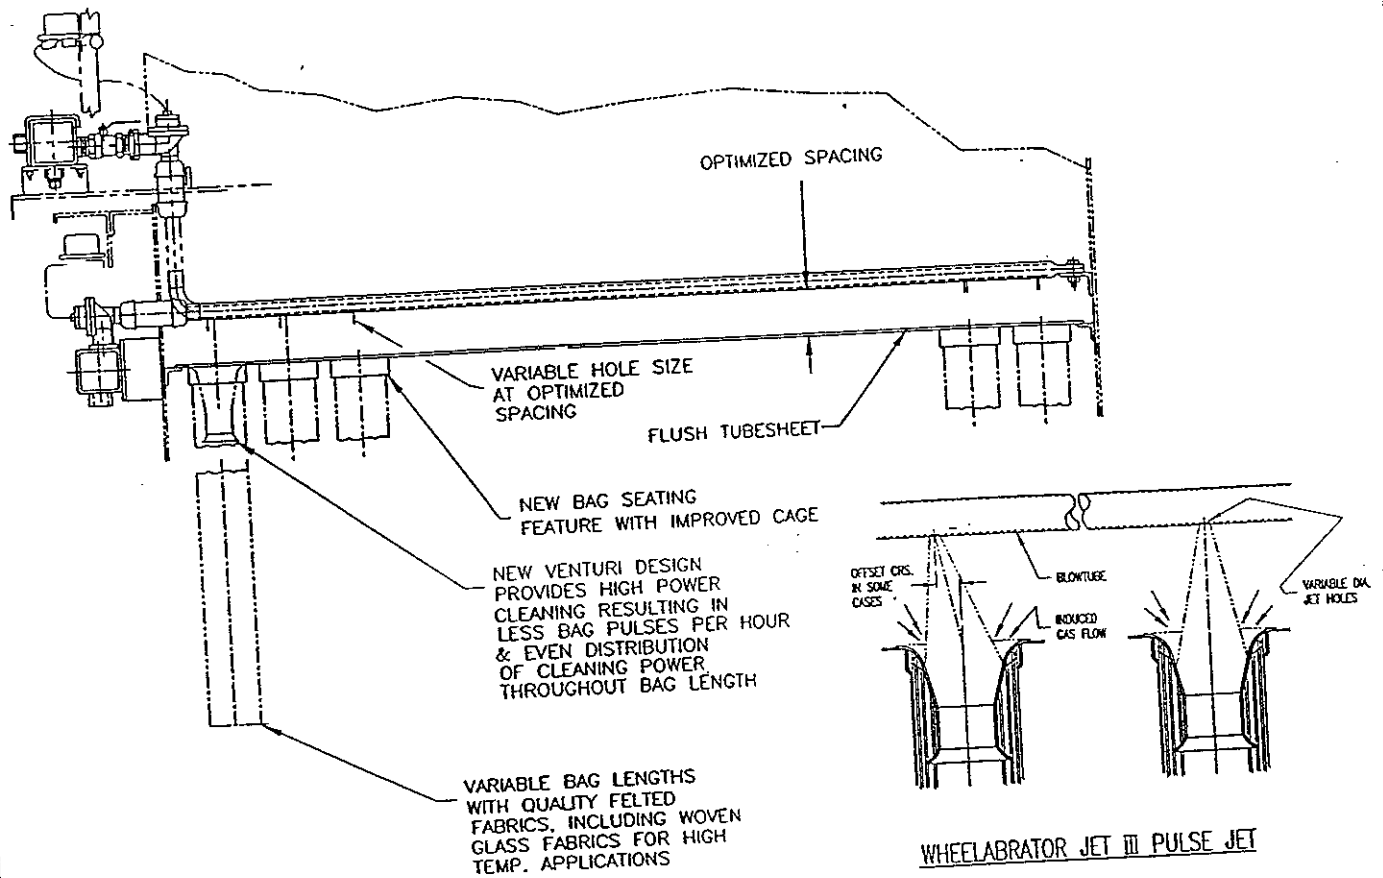 OPTIMIZED SPACING
VARIABLE HOLE SIZE
AT OPTIMIZED
SPACING
FLUSH TUBESHEET
NEW BAG SEATING
FEATURE WITH IMPROVED CAGE
NEW VENTURI DESIGN
PROVIDES HIGH POWER
CLEANING RESULTING IN
LESS BAG PULSES PER HOUR
& EVEN DISTRIBUTION
OF CLEANING POWER
THROUGHOUT BAG LENGTH
VARIABLE BAG LENGTHS
WITH QUALITY FELTED
FABRICS, INCLUDING WOVEN
GLASS FABRICS FOR HIGH
TEMP. APPLICATIONS
OFFSET CRS.
IN SOME
CASES
BLOWTUBE
INDUCED
GAS FLOW
VARIABLE DIA.
JET HOLES
WHEELABRATOR JET III PULSE JET